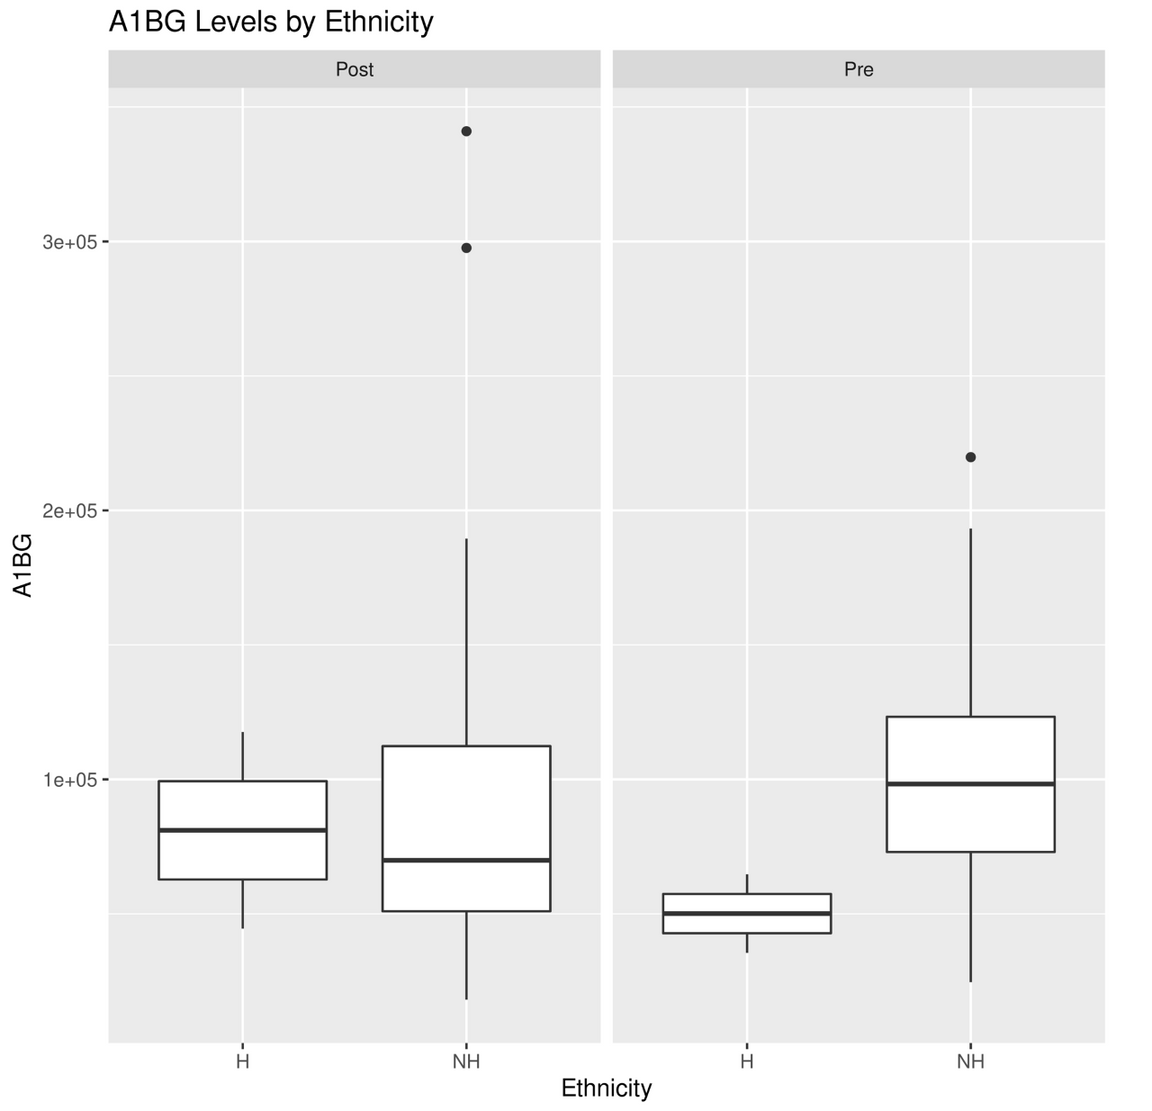 A1BG Levels by Ethnicity
Post
Pre
3e+05
2e+05
1e+05
A1BG
H
NH
H
NH
Ethnicity